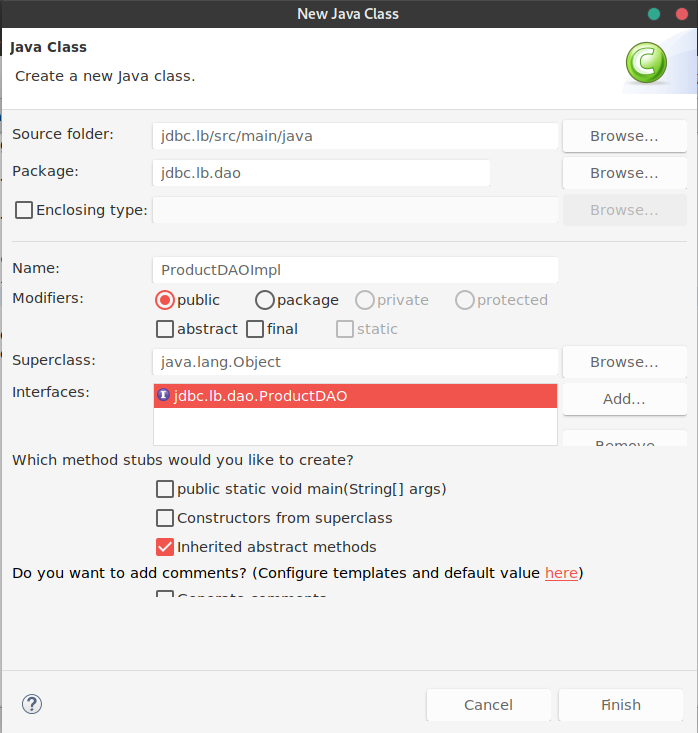 New Java Class
Java Class
Create a new Java class.
Source folder: jdbc.lb/src/main/java Browse...
Package: jdbc.lb.dao Browse...
Enclosing type: Browse...
Name: ProductDAOImpl
Modifiers: public package private protected
abstract final static
Superclass: java.lang.Object Browse...
Interfaces: jdbc.lb.dao.ProductDAO Add...
Remove
Which method stubs would you like to create?
public static void main(String[] args)
Constructors from superclass
Inherited abstract methods
Do you want to add comments? (Configure templates and default value here)
Generate comments
Cancel Finish